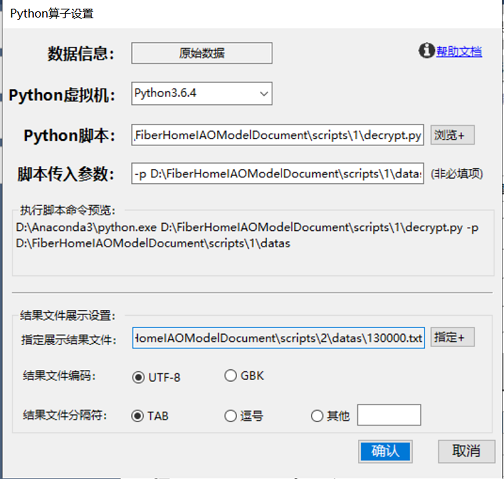 Python算子设置
数据信息：
原始数据
帮助文档
Python虚拟机：
Python3.6.4
Python脚本：
FiberHomeIAOModelDocument\scripts\1\decrypt.py
浏览+
脚本传入参数：
-p D:\FiberHomeIAOModelDocument\scripts\1\datas
(非必填项)
执行脚本命令预览：
D:\Anaconda3\python.exe D:\FiberHomeIAOModelDocument\scripts\1\decrypt.py -p
D:\FiberHomeIAOModelDocument\scripts\1\datas
结果文件展示设置：
指定展示结果文件：
HomeIAOModelDocument\scripts\2\datas\130000.txt
指定+
结果文件编码：
UTF-8
GBK
结果文件分隔符：
TAB
逗号
其他
确认
取消